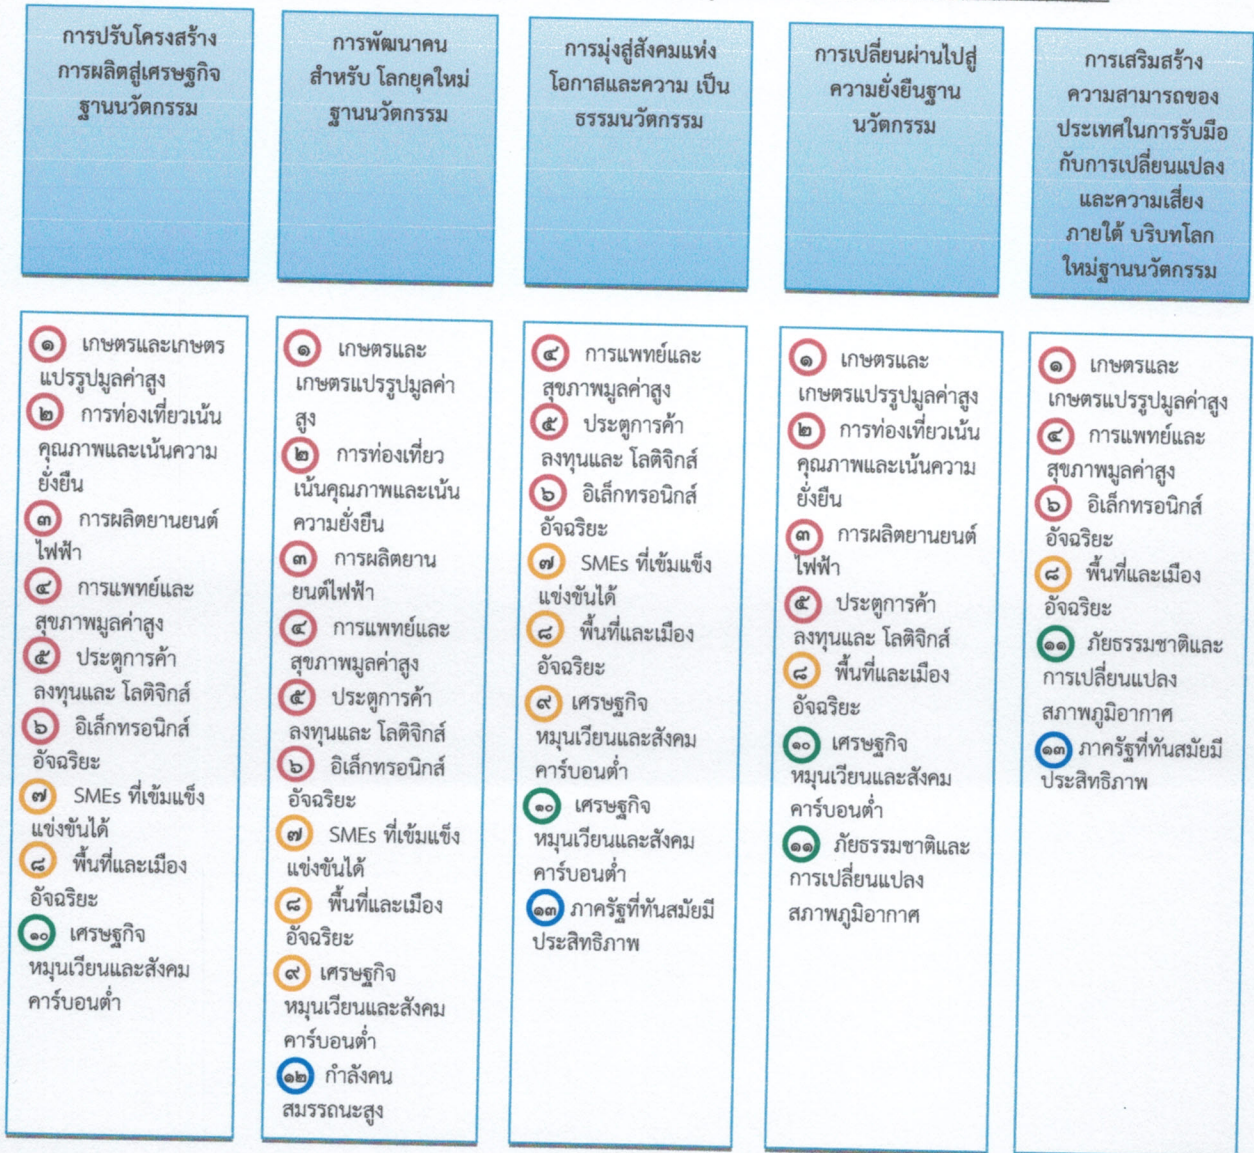 การปรับโครงสร้าง
การผลิตสู่เศรษฐกิจ
ฐานนวัตกรรม
การพัฒนาคน
สำหรับ โลกยุคใหม่
ฐานนวัตกรรม
การมุ่งสู่สังคมแห่ง
โอกาสและความ เป็น
ธรรมนวัตกรรม
การเปลี่ยนผ่านไปสู่
ความยั่งยืนฐาน
นวัตกรรม
การเสริมสร้าง
ความสามารถของ
ประเทศในการรับมือ
กับการเปลี่ยนแปลง
และความเสี่ยง
ภายใต้ บริบทโลก
ใหม่ฐานนวัตกรรม
๑ เกษตรและเกษตร
แปรรูปมูลค่าสูง
๒ การท่องเที่ยวเน้น
คุณภาพและเน้นความ
ยั่งยืน
๓ การผลิตยานยนต์
ไฟฟ้า
๔ การแพทย์และ
สุขภาพมูลค่าสูง
๕ ประตูการค้า
ลงทุนและ โลติจิกส์
๖ อิเล็กทรอนิกส์
อัจฉริยะ
๗ SMEs ที่เข้มแข็ง
แข่งขันได้
๘ พื้นที่และเมือง
อัจฉริยะ
๑๐ เศรษฐกิจ
หมุนเวียนและสังคม
คาร์บอนต่ำ
๑ เกษตรและ
เกษตรแปรรูปมูลค่า
สูง
๒ การท่องเที่ยว
เน้นคุณภาพและเน้น
ความยั่งยืน
๓ การผลิตยาน
ยนต์ไฟฟ้า
๔ การแพทย์และ
สุขภาพมูลค่าสูง
๕ ประตูการค้า
ลงทุนและ โลติจิกส์
๖ อิเล็กทรอนิกส์
อัจฉริยะ
๗ SMEs ที่เข้มแข็ง
แข่งขันได้
๘ พื้นที่และเมือง
อัจฉริยะ
๙ เศรษฐกิจ
หมุนเวียนและสังคม
คาร์บอนต่ำ
๑๒ กำลังคน
สมรรถนะสูง
๔ การแพทย์และ
สุขภาพมูลค่าสูง
๕ ประตูการค้า
ลงทุนและ โลติจิกส์
๖ อิเล็กทรอนิกส์
อัจฉริยะ
๗ SMEs ที่เข้มแข็ง
แข่งขันได้
๘ พื้นที่และเมือง
อัจฉริยะ
๙ เศรษฐกิจ
หมุนเวียนและสังคม
คาร์บอนต่ำ
๑๐ เศรษฐกิจ
หมุนเวียนและสังคม
คาร์บอนต่ำ
๑๓ ภาครัฐที่ทันสมัยมี
ประสิทธิภาพ
๑ เกษตรและ
เกษตรแปรรูปมูลค่าสูง
๒ การท่องเที่ยวเน้น
คุณภาพและเน้นความ
ยั่งยืน
๓ การผลิตยานยนต์
ไฟฟ้า
๕ ประตูการค้า
ลงทุนและ โลติจิกส์
๘ พื้นที่และเมือง
อัจฉริยะ
๑๐ เศรษฐกิจ
หมุนเวียนและสังคม
คาร์บอนต่ำ
๑๑ ภัยธรรมชาติและ
การเปลี่ยนแปลง
สภาพภูมิอากาศ
๑ เกษตรและ
เกษตรแปรรูปมูลค่าสูง
๔ การแพทย์และ
สุขภาพมูลค่าสูง
๖ อิเล็กทรอนิกส์
อัจฉริยะ
๘ พื้นที่และเมือง
อัจฉริยะ
๑๑ ภัยธรรมชาติและ
การเปลี่ยนแปลง
สภาพภูมิอากาศ
๑๓ ภาครัฐที่ทันสมัยมี
ประสิทธิภาพ